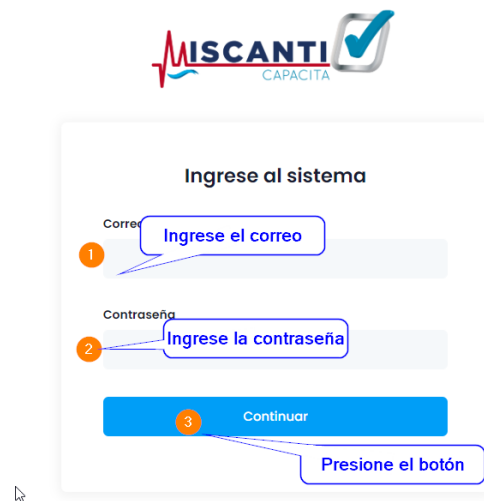 MISCANTI
CAPACITA
Ingrese al sistema
Ingrese el correo
1
Contraseña
Ingrese la contraseña
2
3
Continuar
Presione el botón